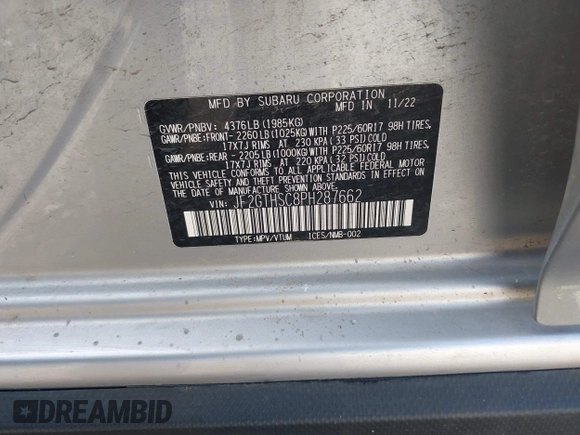 MFD BY SUBARU CORPORATION
MFD IN 11/22
GVWR/PNBV: 4376LB(1985KG)
GAWR/PNBE:FRONT- 2260LB(1025KG)WITH P225/60R17 98H TIRES,
17X7J RIMS, AT 230 KPA(33 PSI)COLD
GAWR/PNBE:REAR - 2205LB(1000KG)WITH P225/60R17 98H TIRES,
17X7J RIMS, AT 220 KPA(32 PSI)COLD
THIS VEHICLE CONFORMS TO ALL APPLICABLE FEDERAL MOTOR
VEHICLE SAFETY, BUMPER, AND THEFT PREVENTION
STANDARDS IN EFFECT ON THE DATE OF MANUFACTURE SHOWN ABOVE.
VIN: JF2GTHSC8PH287662
TYPE:MPV/VTUM ICES/NMB-002
DREAMBID